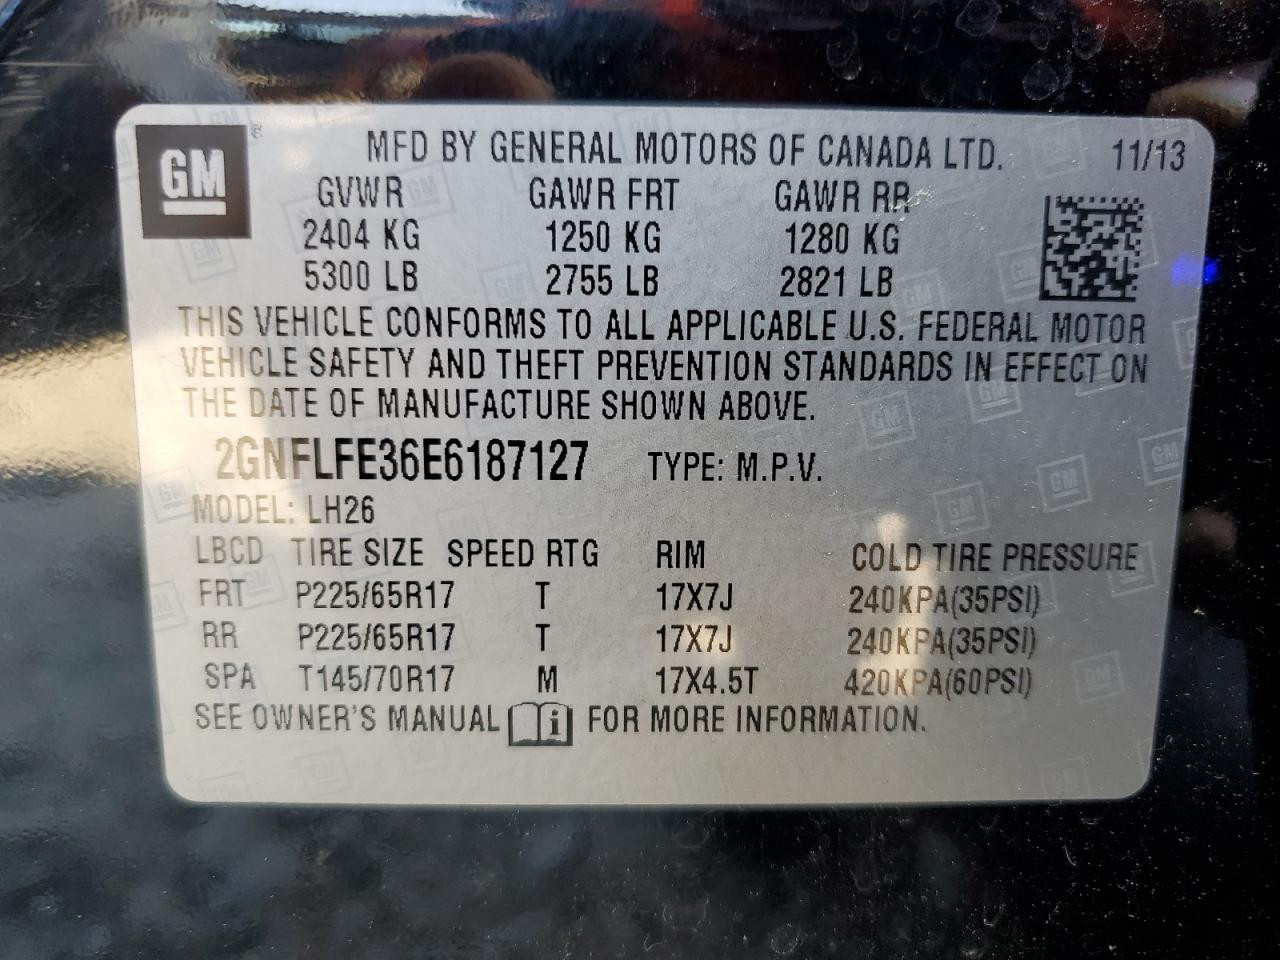 GM ® MFD BY GENERAL MOTORS OF CANADA LTD. 11/13
GVWR GAWR FRT GAWR RR
2404 KG 1250 KG 1280 KG
5300 LB 2755 LB 2821 LB
THIS VEHICLE CONFORMS TO ALL APPLICABLE U.S. FEDERAL MOTOR
VEHICLE SAFETY AND THEFT PREVENTION STANDARDS IN EFFECT ON
THE DATE OF MANUFACTURE SHOWN ABOVE.
2GNFLFE36E6187127 TYPE: M.P.V.
MODEL: LH26
LBCD TIRE SIZE SPEED RTG RIM COLD TIRE PRESSURE
FRT P225/65R17 T 17X7J 240KPA(35PSI)
RR P225/65R17 T 17X7J 240KPA(35PSI)
SPA T145/70R17 M 17X4.5T 420KPA(60PSI)
SEE OWNER'S MANUAL i FOR MORE INFORMATION.